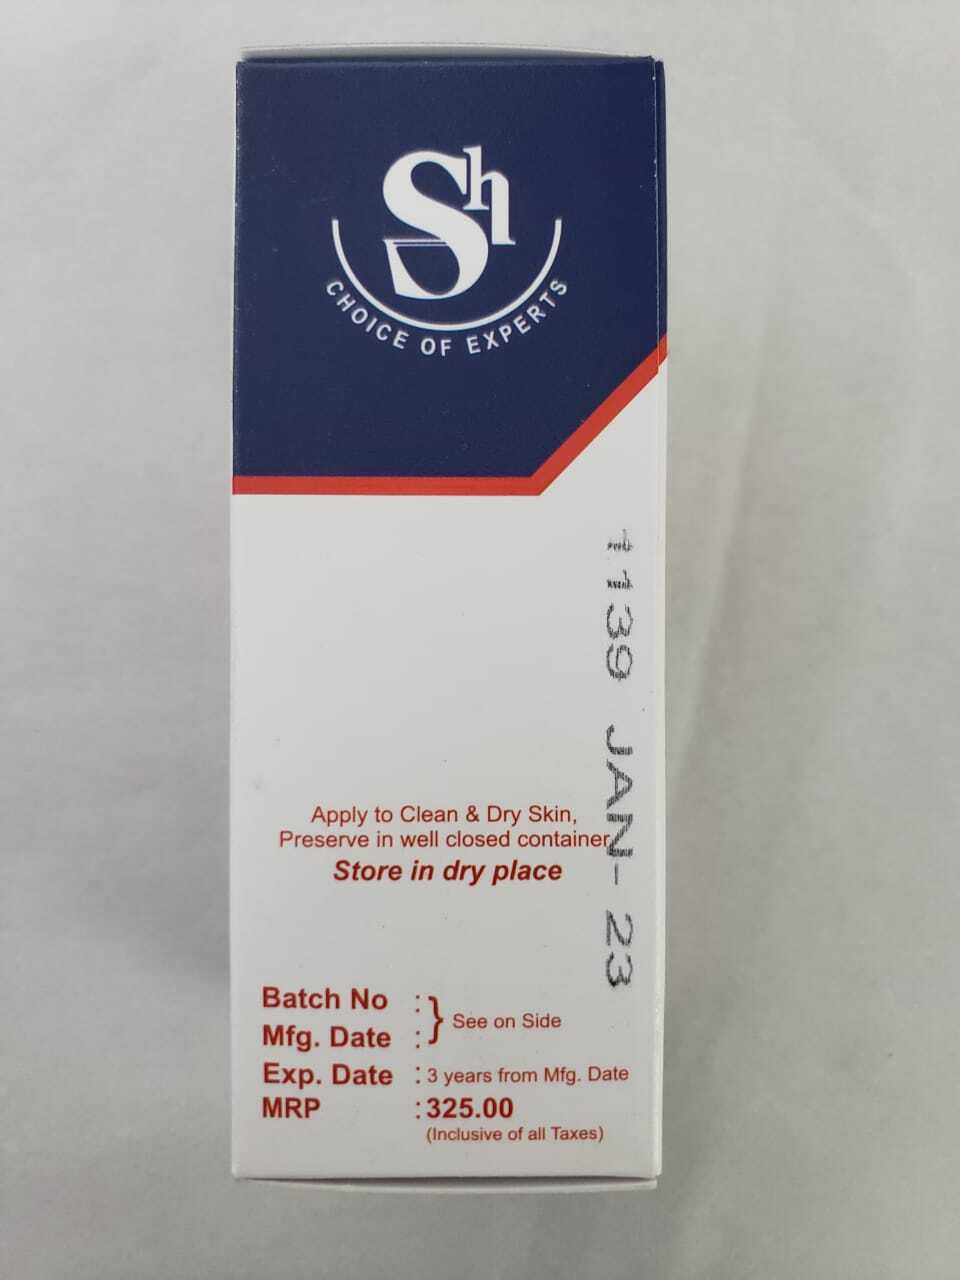 Sh
CHOICE OF EXPERTS
1139 JAN-23
Apply to Clean & Dry Skin,
Preserve in well closed container
Store in dry place
Batch No :} See on Side
Mfg. Date :
Exp. Date : 3 years from Mfg. Date
MRP : 325.00
(Inclusive of all Taxes)